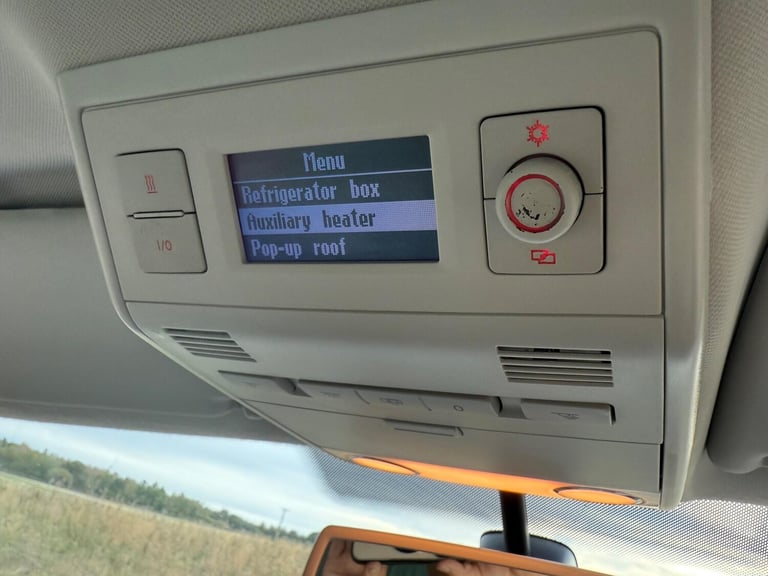 Menu
Refrigerator box
Auxiliary heater
Pop-up roof
I/O